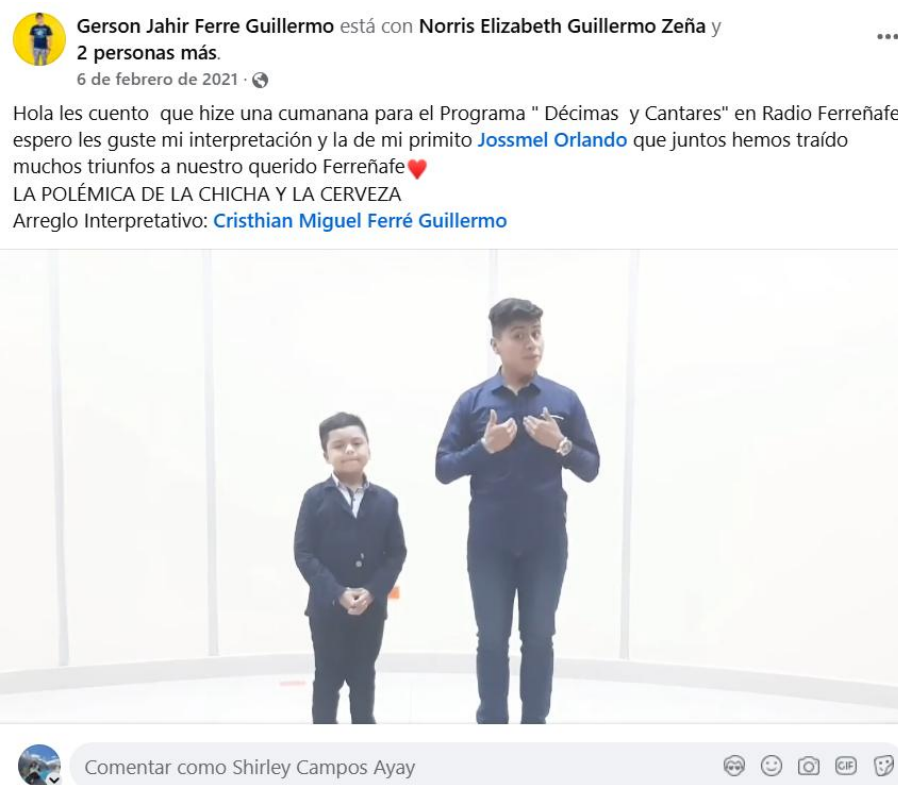 Gerson Jahir Ferre Guillermo está con Norris Elizabeth Guillermo Zeña y
2 personas más.
6 de febrero de 2021 ·
Hola les cuento  que hize una cumanana para el Programa " Décimas  y Cantares" en Radio Ferreñafe
espero les guste mi interpretación y la de mi primito Jossmel Orlando que juntos hemos traído
muchos triunfos a nuestro querido Ferreñafe❤️
LA POLÉMICA DE LA CHICHA Y LA CERVEZA
Arreglo Interpretativo: Cristhian Miguel Ferré Guillermo
Comentar como Shirley Campos Ayay
GIF